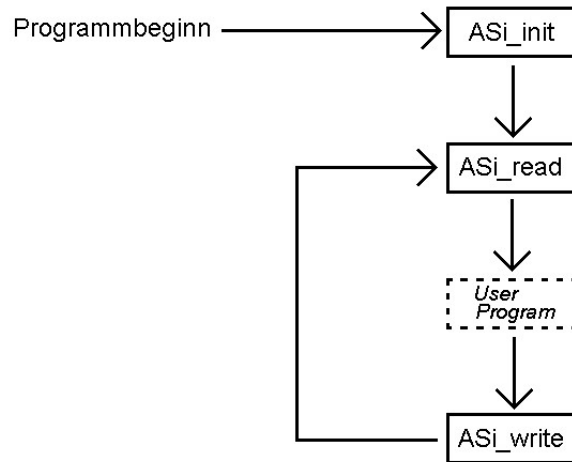 Programmbeginn
ASi_init
ASi_read
User
Program
ASi_write